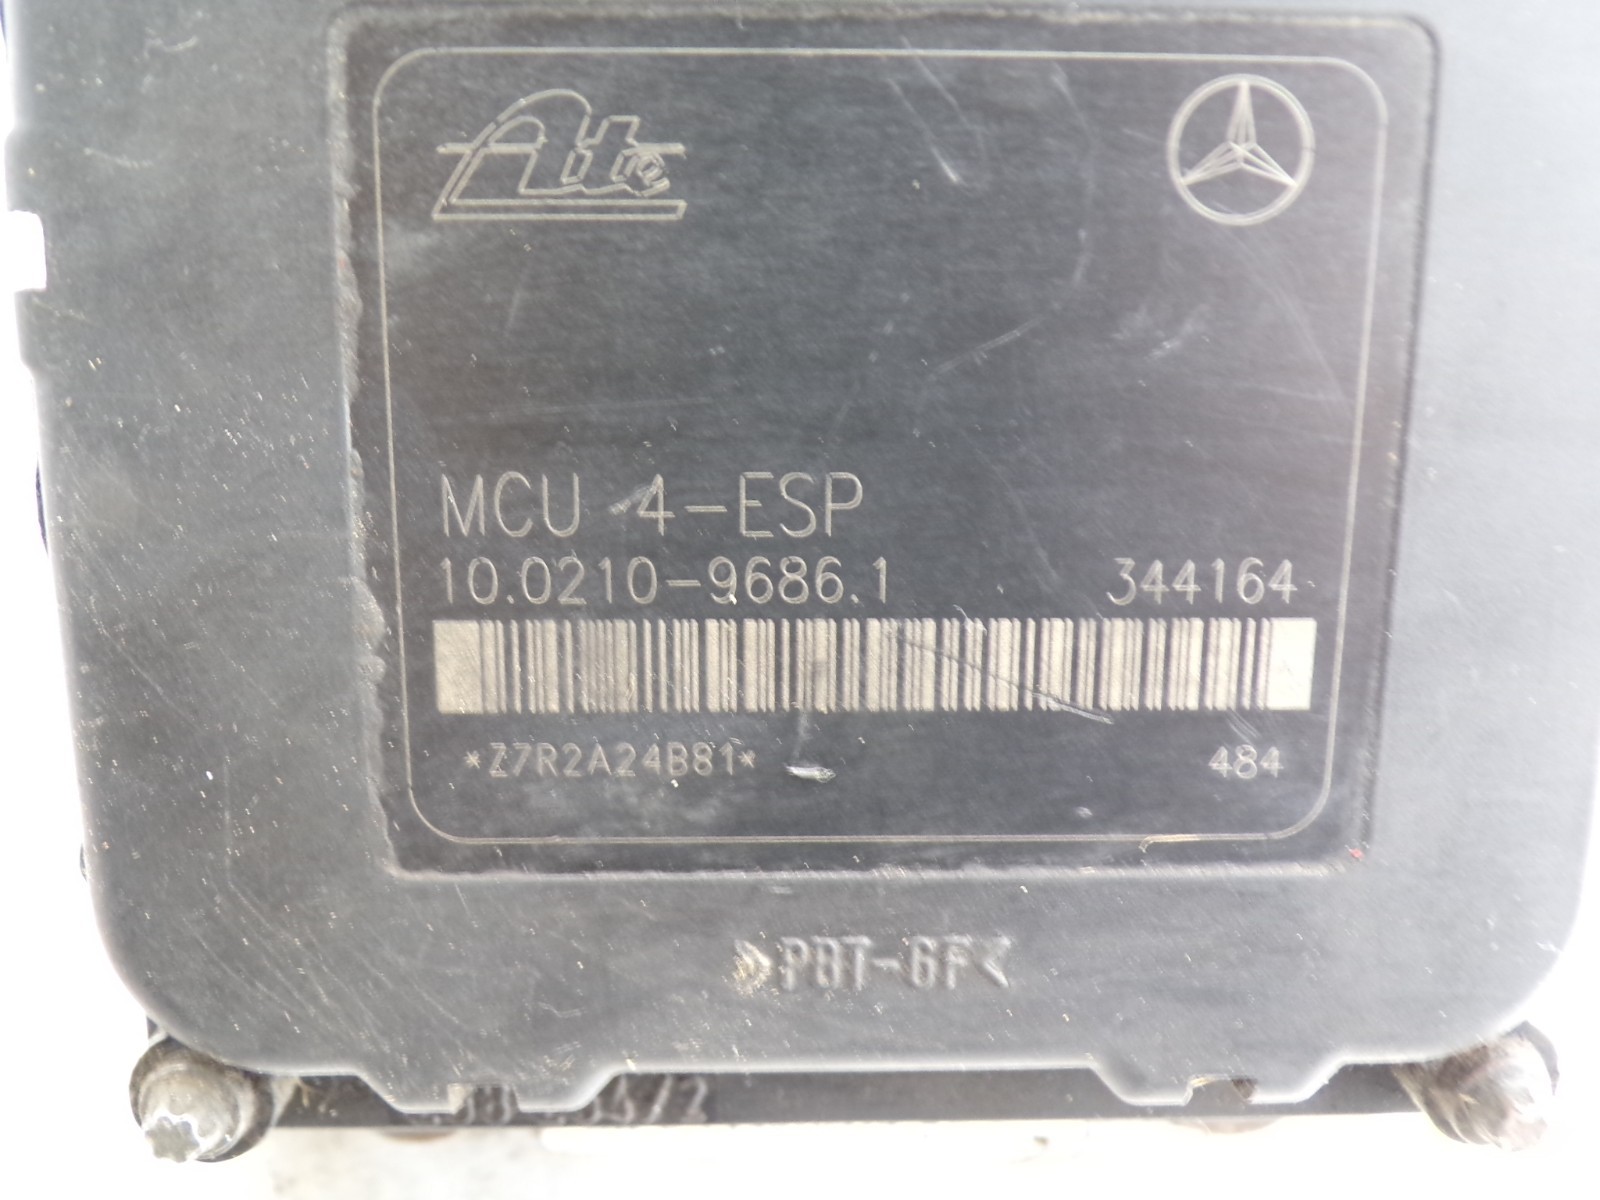 Ate
MCU 4-ESP
10.0210-9686.1 344164
*Z7R2A24B81* 484
>PBT-GF<